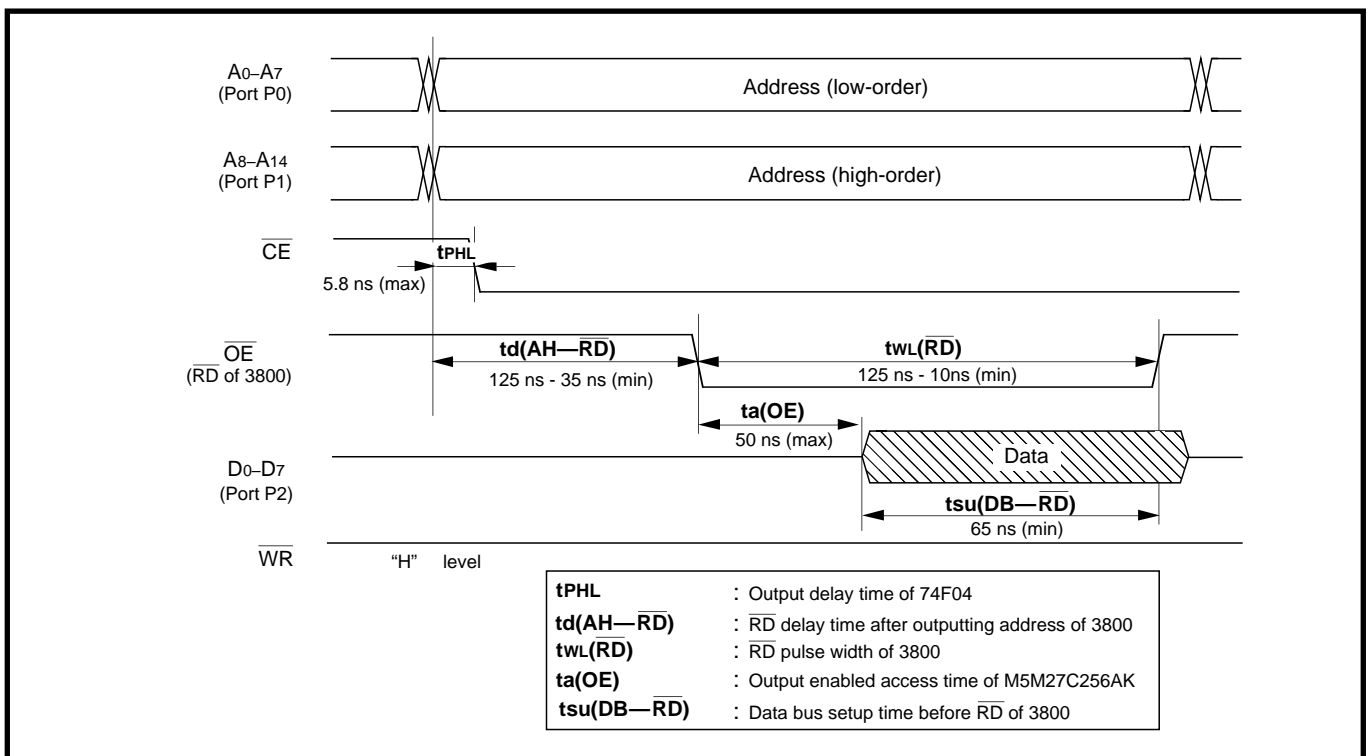 A0–A7
(Port P0)
Address (low-order)
A8–A14
(Port P1)
Address (high-order)
CE
tPHL
5.8 ns (max)
OE
(RD of 3800)
td(AH—RD)
125 ns - 35 ns (min)
twL(RD)
125 ns - 10ns (min)
ta(OE)
50 ns (max)
D0–D7
(Port P2)
Data
tsu(DB—RD)
65 ns (min)
WR
“H” level
tPHL : Output delay time of 74F04
td(AH—RD) : RD delay time after outputting address of 3800
twL(RD) : RD pulse width of 3800
ta(OE) : Output enabled access time of M5M27C256AK
tsu(DB—RD) : Data bus setup time before RD of 3800